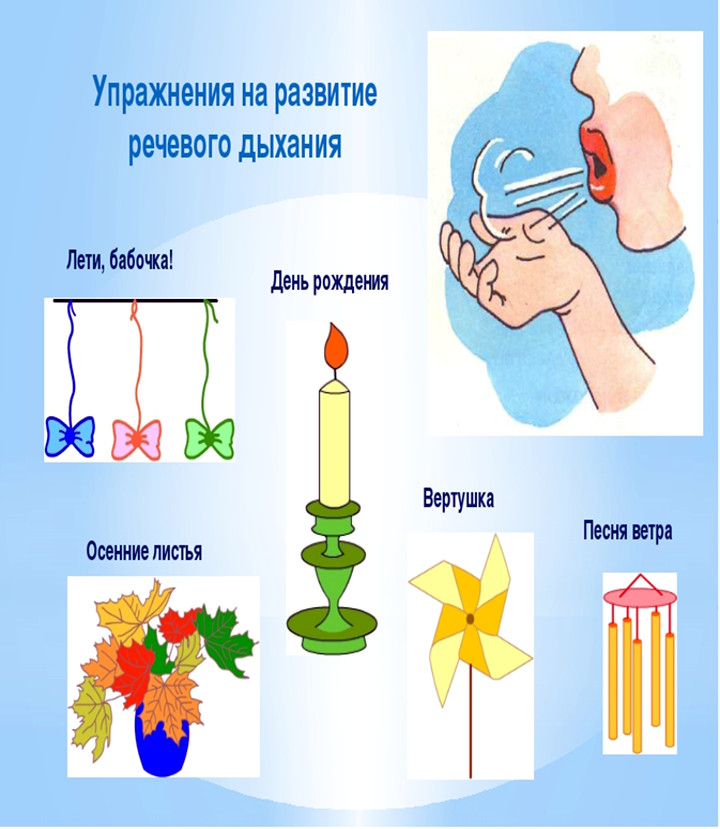 Упражнения на развитие
речевого дыхания
Лети, бабочка!
День рождения
Вертушка
Песня ветра
Осенние листья